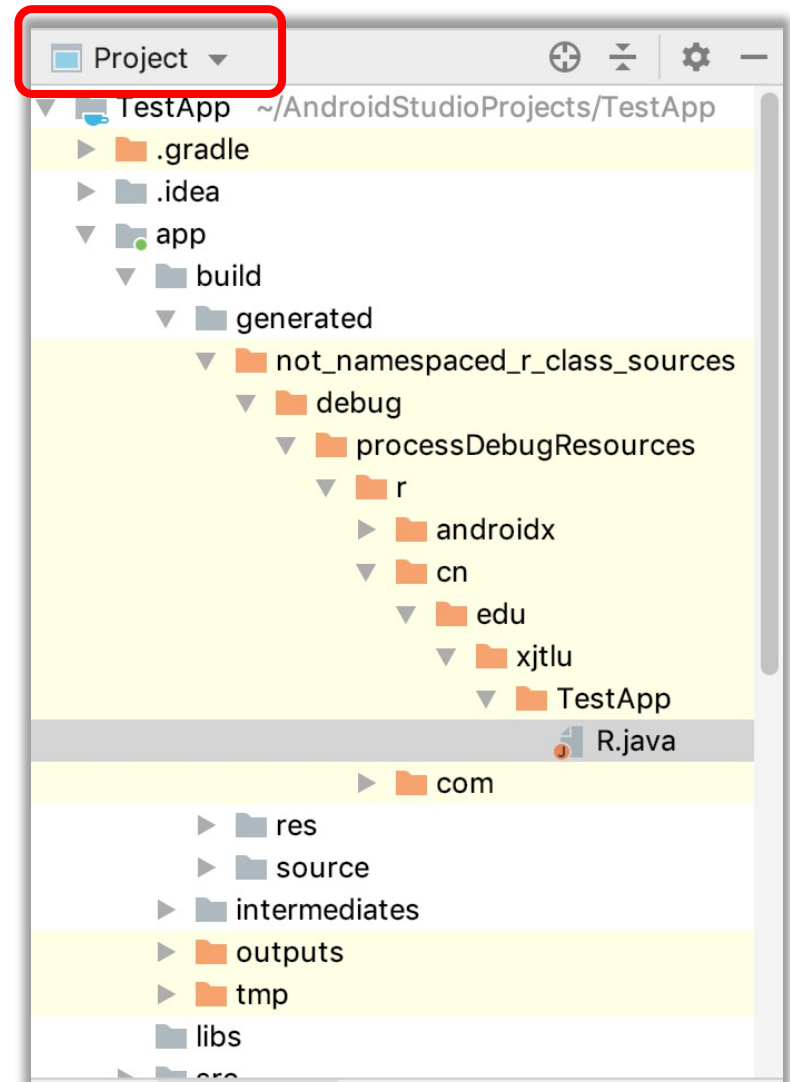 Project
TestApp ~/AndroidStudioProjects/TestApp
.gradle
.idea
app
build
generated
not_namespaced_r_class_sources
debug
processDebugResources
r
androidx
cn
edu
xjtlu
TestApp
R.java
com
res
source
intermediates
outputs
tmp
libs